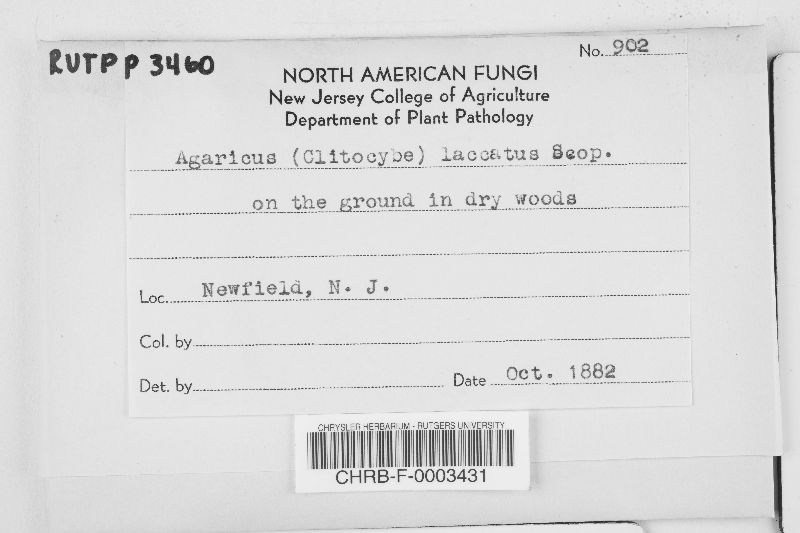 RUTPP 3460
No. 902
NORTH AMERICAN FUNGI
New Jersey College of Agriculture
Department of Plant Pathology
Agaricus (Clitocybe) laccatus Scop.
on the ground in dry woods
Loc. Newfield, N. J.
Col. by
Det. by
Date Oct. 1882
CHRYSLER HERBARIUM - RUTGERS UNIVERSITY
CHRB-F-0003431